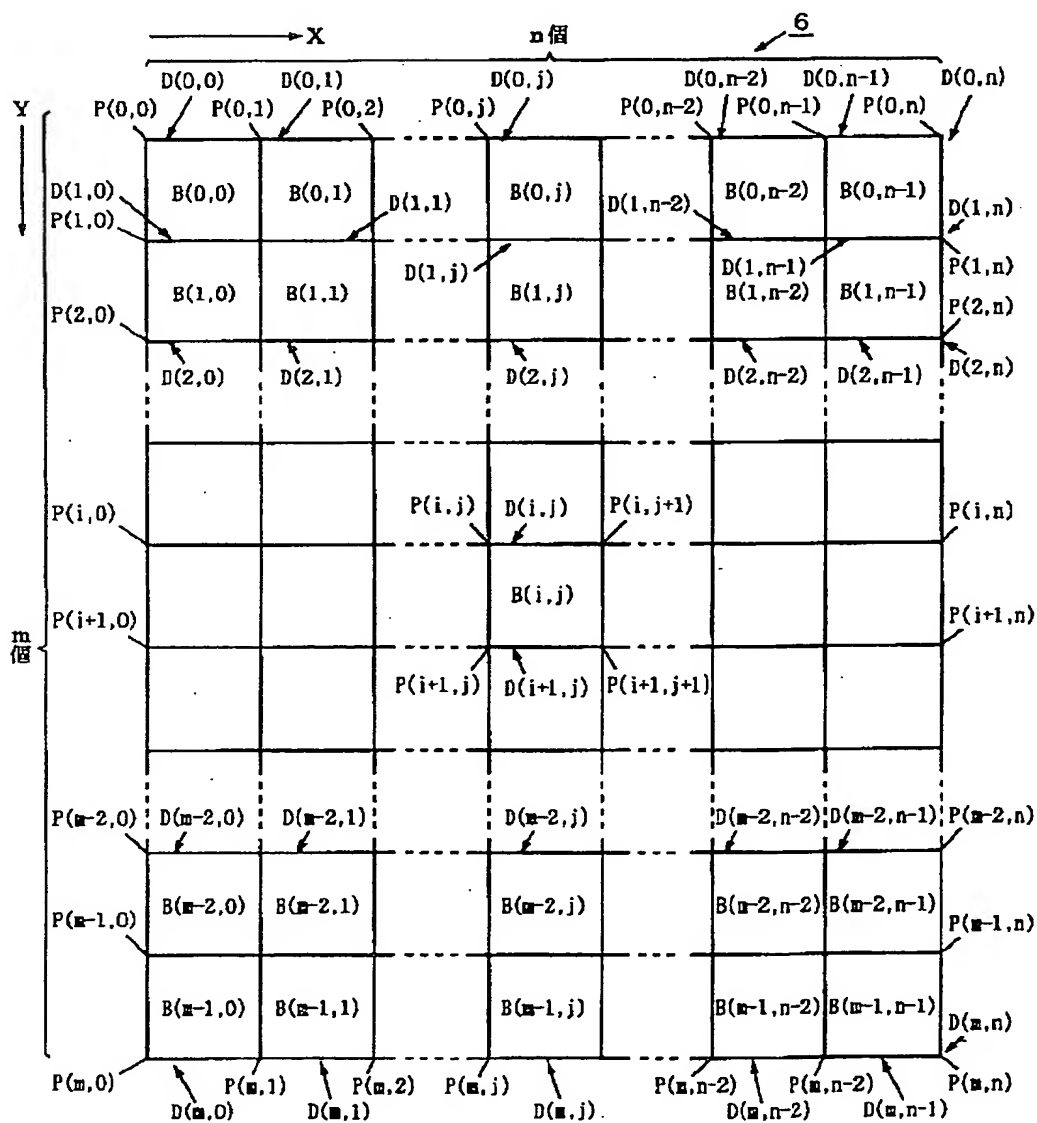 X
n個
6
Y
D(0,0) D(0,1) D(0,j) D(0,n-2) D(0,n-1) D(0,n)
P(0,0) P(0,1) P(0,2) P(0,j) P(0,n-2) P(0,n-1) P(0,n)
B(0,0) B(0,1) B(0,j) B(0,n-2) B(0,n-1)
D(1,0) D(1,1) D(1,n-2) D(1,n)
P(1,0) D(1,j) D(1,n-1) P(1,n)
B(1,0) B(1,1) B(1,j) B(1,n-2) B(1,n-1)
P(2,0) P(2,n)
D(2,0) D(2,1) D(2,j) D(2,n-2) D(2,n-1) D(2,n)
P(i,0) P(i,j) D(i,j) P(i,j+1) P(i,n)
B(i,j)
P(i+1,0) P(i+1,n)
m個
P(i+1,j) D(i+1,j) P(i+1,j+1)
P(m-2,0) D(m-2,0) D(m-2,1) D(m-2,j) D(m-2,n-2) D(m-2,n-1) P(m-2,n)
B(m-2,0) B(m-2,1) B(m-2,j) B(m-2,n-2) B(m-2,n-1)
P(m-1,0) P(m-1,n)
B(m-1,0) B(m-1,1) B(m-1,j) B(m-1,n-2) B(m-1,n-1)
D(m,n)
P(m,0) P(m,1) P(m,2) P(m,j) P(m,n-2) P(m,n-2) P(m,n)
D(m,0) D(m,1) D(m,j) D(m,n-2) D(m,n-1)